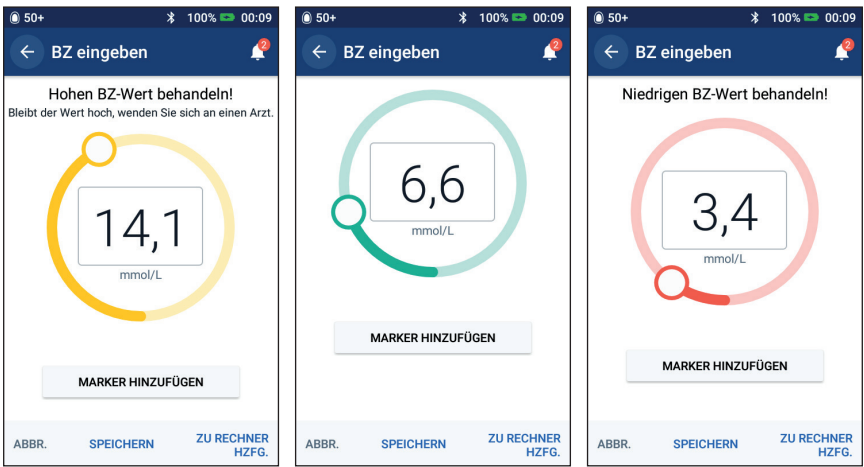 50+
100%
00:09
BZ eingeben
2
Hohen BZ-Wert behandeln!
Bleibt der Wert hoch, wenden Sie sich an einen Arzt.
14,1
mmol/L
MARKER HINZUFÜGEN
ABBR.
SPEICHERN
ZU RECHNER
HZFG.
50+
100%
00:09
BZ eingeben
2
6,6
mmol/L
MARKER HINZUFÜGEN
ABBR.
SPEICHERN
ZU RECHNER
HZFG.
50+
100%
00:09
BZ eingeben
2
Niedrigen BZ-Wert behandeln!
3,4
mmol/L
MARKER HINZUFÜGEN
ABBR.
SPEICHERN
ZU RECHNER
HZFG.